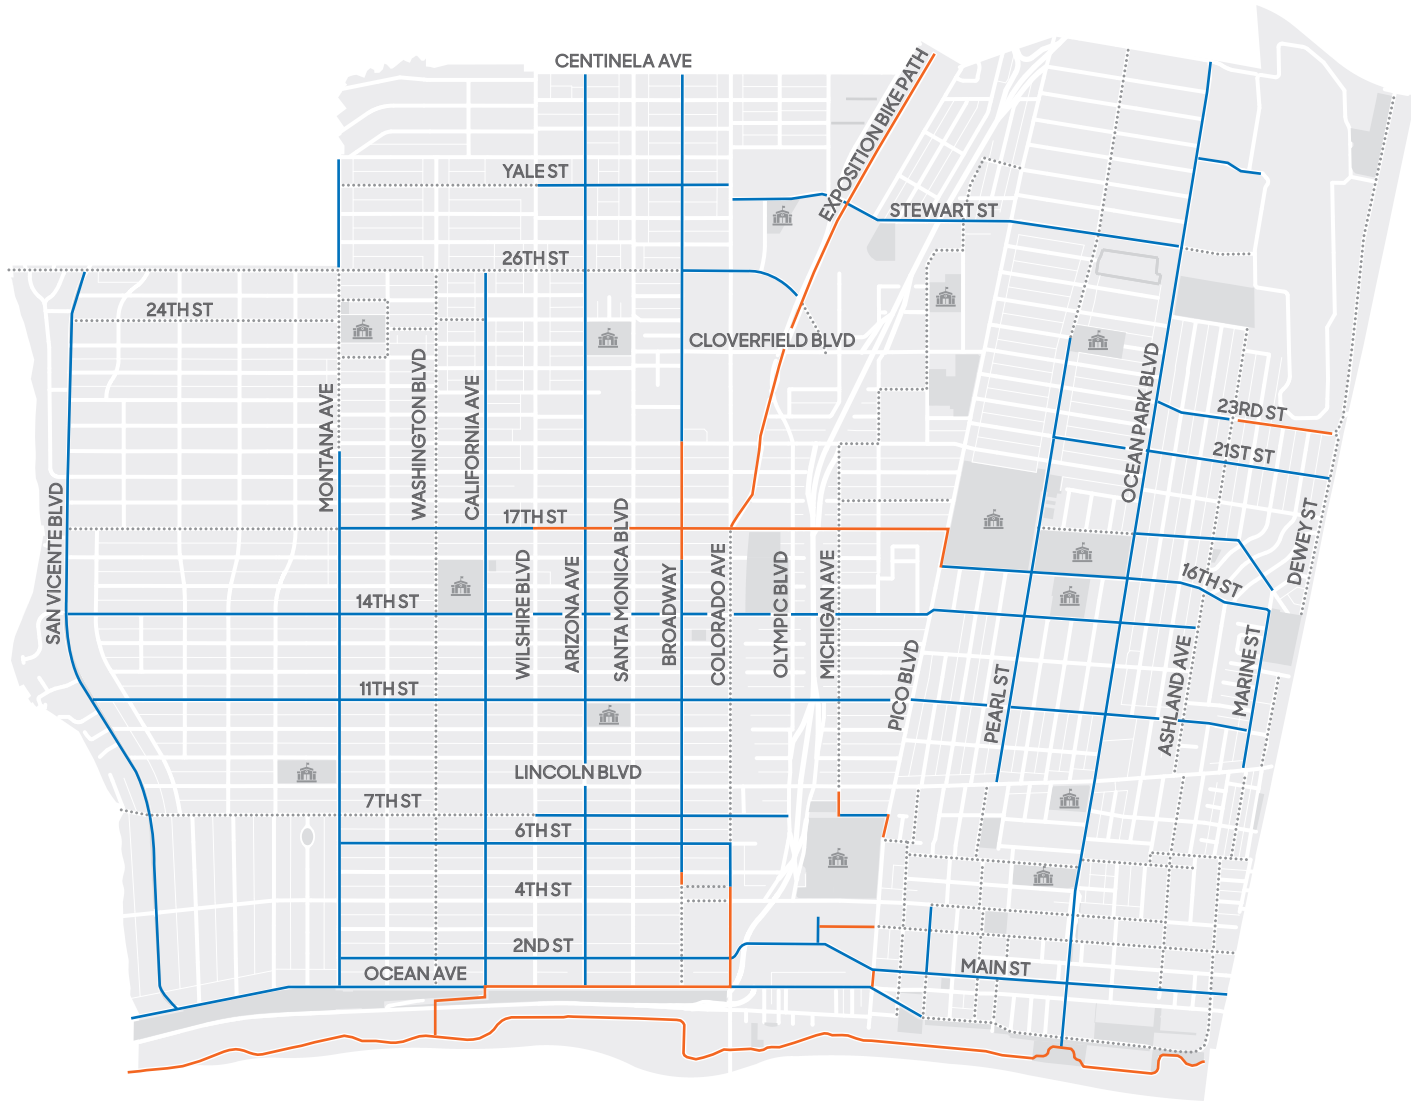 CENTINELA AVE
EXPOSITION BIKE PATH
YALE ST
STEWART ST
26TH ST
24TH ST
CLOVERFIELD BLVD
MONTANA AVE
WASHINGTON BLVD
CALIFORNIA AVE
OCEAN PARK BLVD
23RD ST
21ST ST
SAN VICENTE BLVD
17TH ST
SANTA MONICA BLVD
DEWEY ST
WILSHIRE BLVD
ARIZONA AVE
BROADWAY
COLORADO AVE
OLYMPIC BLVD
MICHIGAN AVE
16TH ST
14TH ST
PICO BLVD
PEARL ST
ASHLAND AVE
MARINE ST
11TH ST
LINCOLN BLVD
7TH ST
6TH ST
4TH ST
2ND ST
OCEAN AVE
MAIN ST